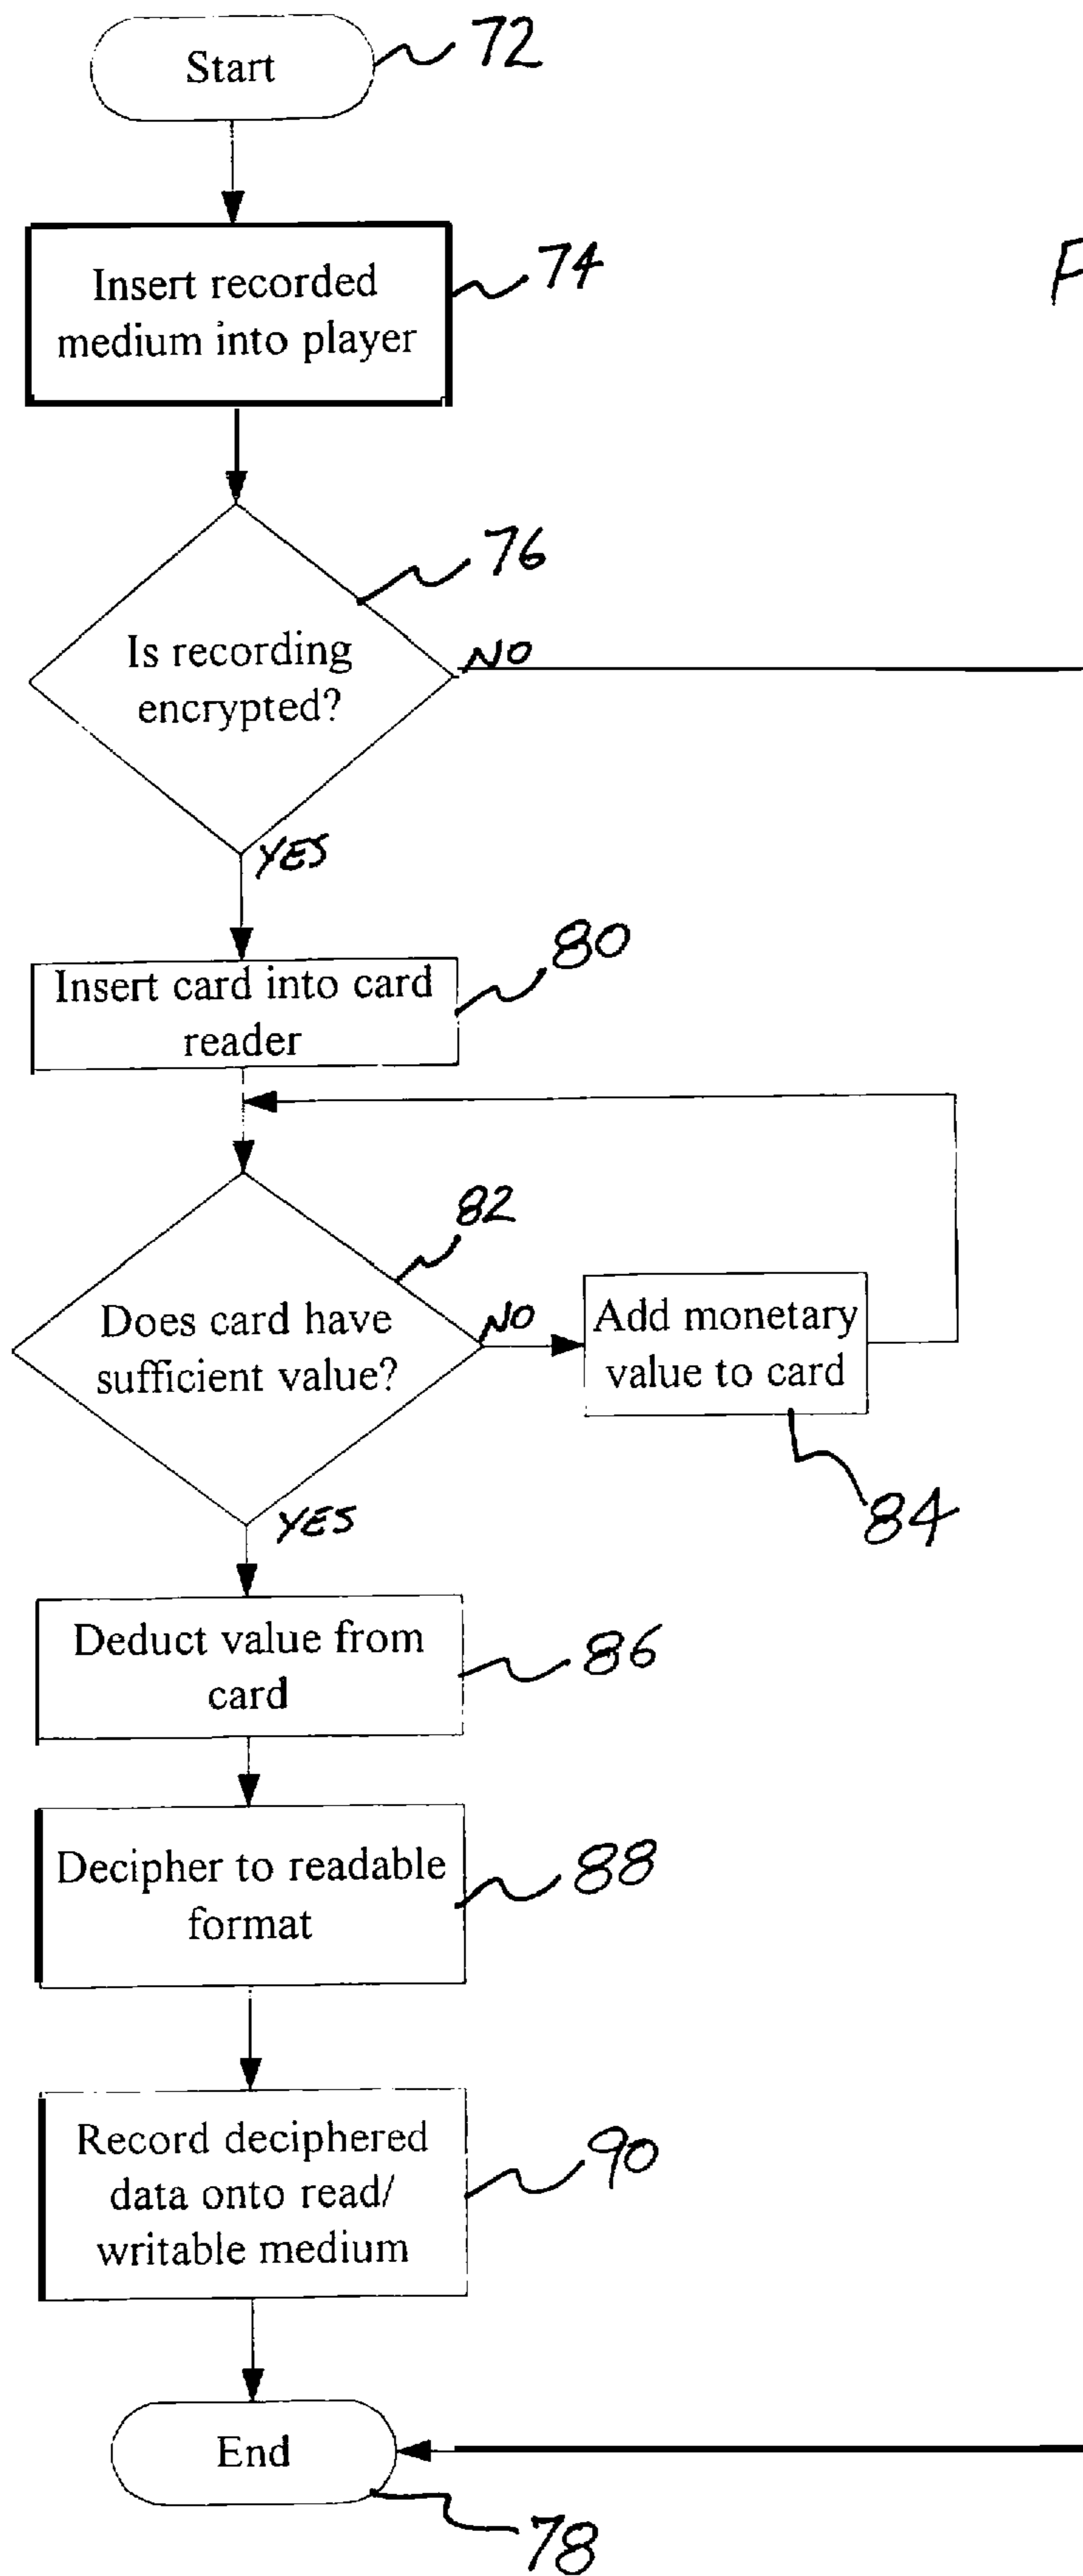 Start
72
Insert recorded
medium into player
74
Is recording
encrypted?
76
NO
YES
Insert card into card
reader
80
Does card have
sufficient value?
82
NO
Add monetary
value to card
84
YES
Deduct value from
card
86
Decipher to readable
format
88
Record deciphered
data onto read/
writable medium
90
End
78